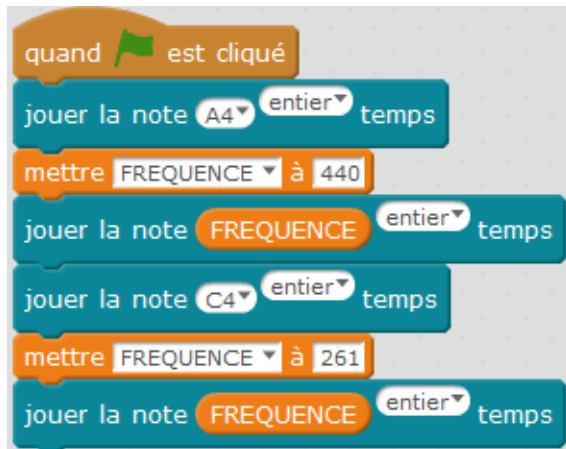 quand est cliqué
jouer la note A4 entier temps
mettre FREQUENCE à 440
jouer la note FREQUENCE entier temps
jouer la note C4 entier temps
mettre FREQUENCE à 261
jouer la note FREQUENCE entier temps